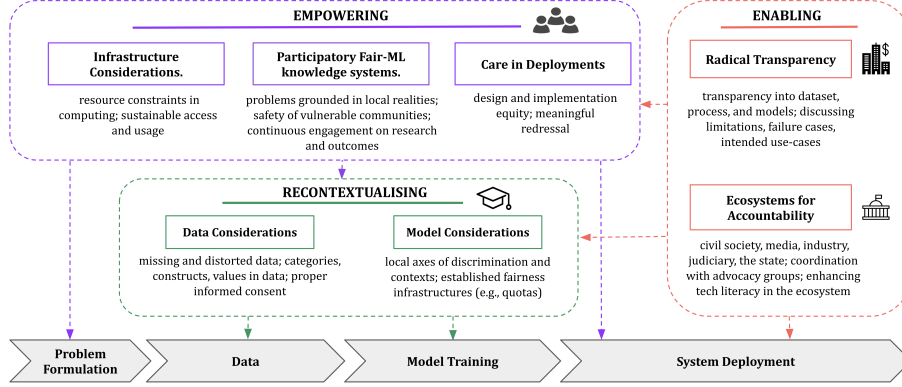 EMPOWERING
Infrastructure
Considerations.
resource constraints in
computing; sustainable access
and usage
Participatory Fair-ML
knowledge systems.
problems grounded in local realities;
safety of vulnerable communities;
continuous engagement on research
and outcomes
Care in Deployments
design and implementation
equity; meaningful
redressal
ENABLING
Radical Transparency
$
transparency into dataset,
process, and models; discussing
limitations, failure cases,
intended use-cases
Ecosystems for
Accountability
civil society, media, industry,
judiciary, the state; coordination
with advocacy groups; enhancing
tech literacy in the ecosystem
RECONTEXTUALISING
Data Considerations
missing and distorted data; categories,
constructs, values in data; proper
informed consent
Model Considerations
local axes of discrimination and
contexts; established fairness
infrastructures (e.g., quotas)
Problem
Formulation
Data
Model Training
System Deployment